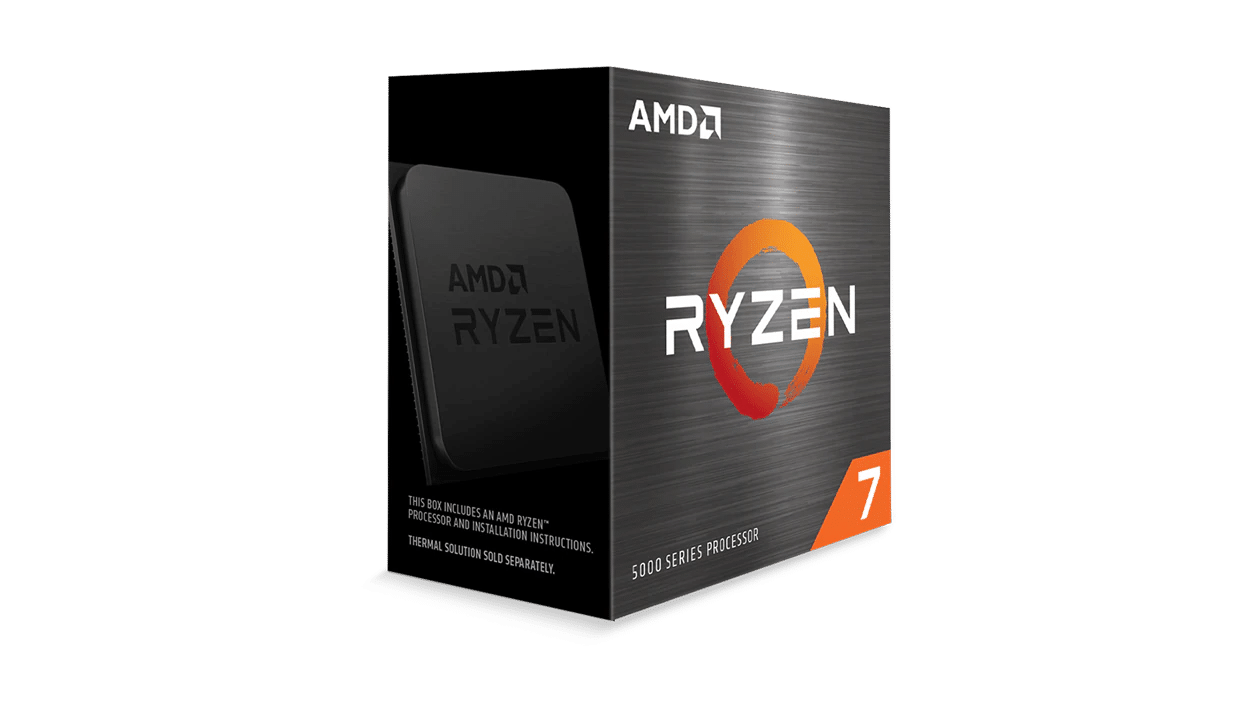 AMD
RYZEN
THIS BOX INCLUDES AN AMD RYZEN™
PROCESSOR AND INSTALLATION INSTRUCTIONS.
THERMAL SOLUTION SOLD SEPARATELY.
AMD
RYZEN
7
5000 SERIES PROCESSOR